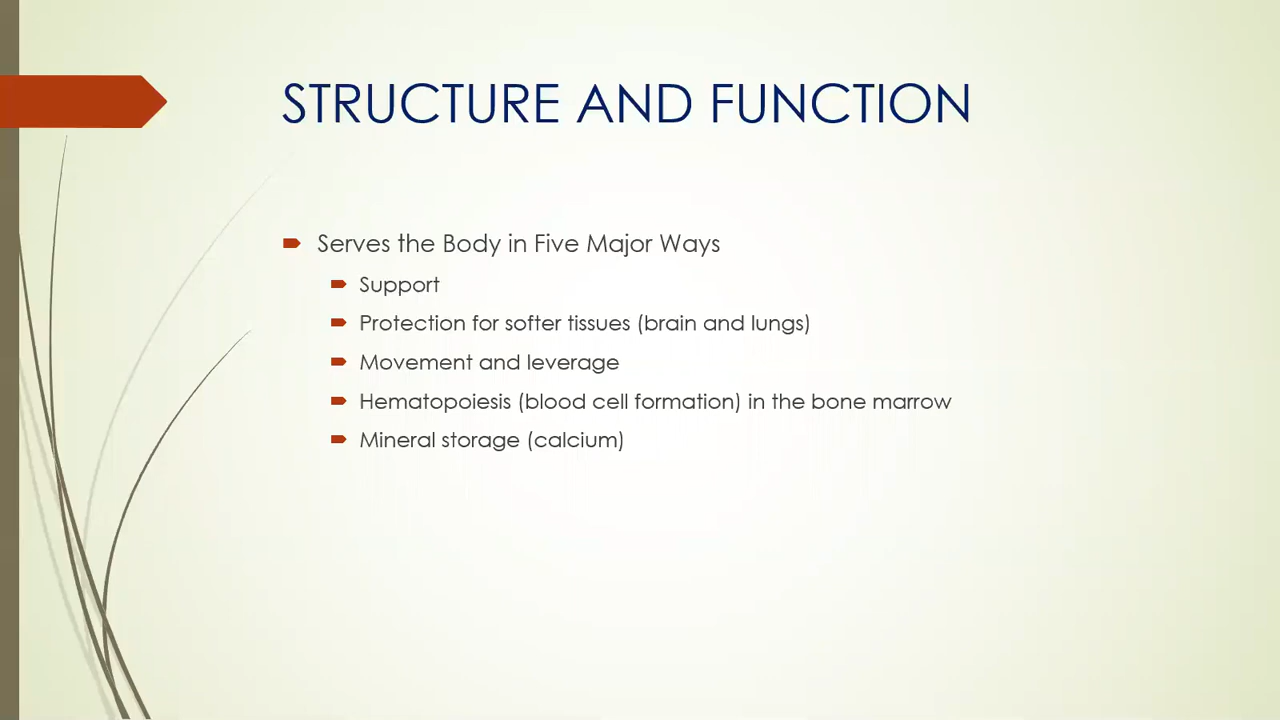 STRUCTURE AND FUNCTION
Serves the Body in Five Major Ways
Support
Protection for softer tissues (brain and lungs)
Movement and leverage
Hematopoiesis (blood cell formation) in the bone marrow
Mineral storage (calcium)